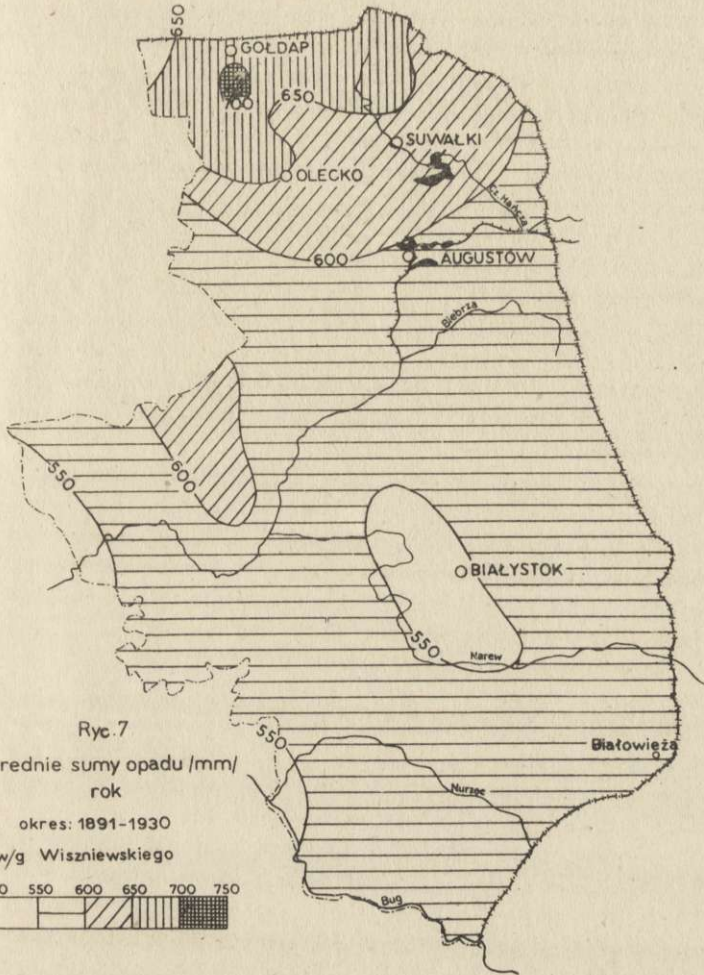 650
GOŁDAP
700
650
SUWAŁKI
OLECKO
Cz. Hańcza
600
AUGUSTÓW
Biebrza
600
550
BIAŁYSTOK
550
Narew
550
Białowieża
Nurzec
Bug
Ryc.7
rednie sumy opadu /mm/
rok
okres: 1891-1930
w/g Wiszniewskiego
0 550 600 650 700 750